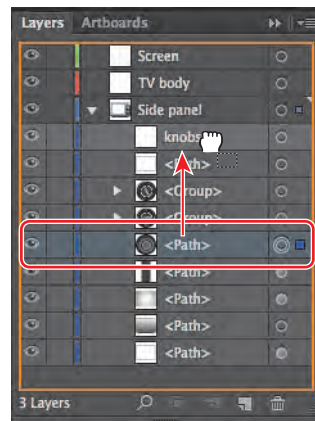 Layers Artboards
Screen
TV body
Side panel
knobs
<Path>
<Group>
<Group>
<Path>
<Path>
<Path>
<Path>
<Path>
3 Layers